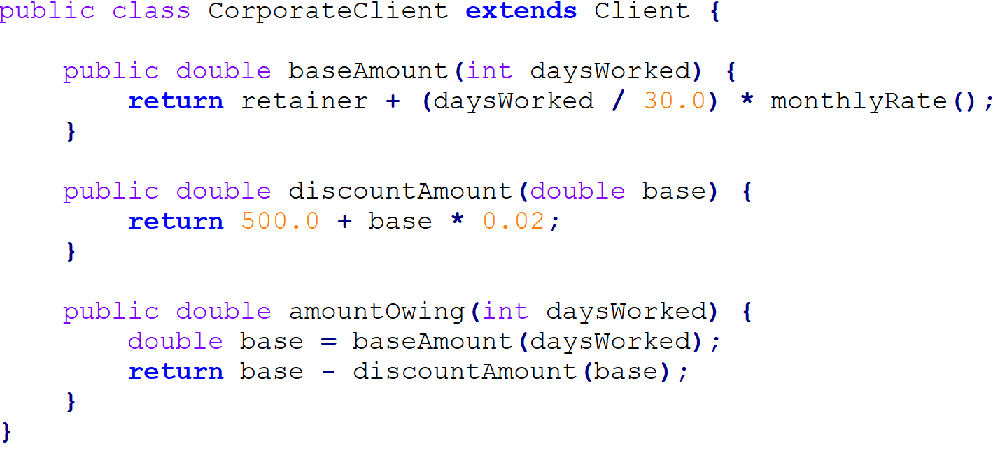 public class CorporateClient extends Client {
    public double baseAmount(int daysWorked) {
        return retainer + (daysWorked / 30.0) * monthlyRate();
    }
    public double discountAmount(double base) {
        return 500.0 + base * 0.02;
    }
    public double amountOwing(int daysWorked) {
        double base = baseAmount(daysWorked);
        return base - discountAmount(base);
    }
}